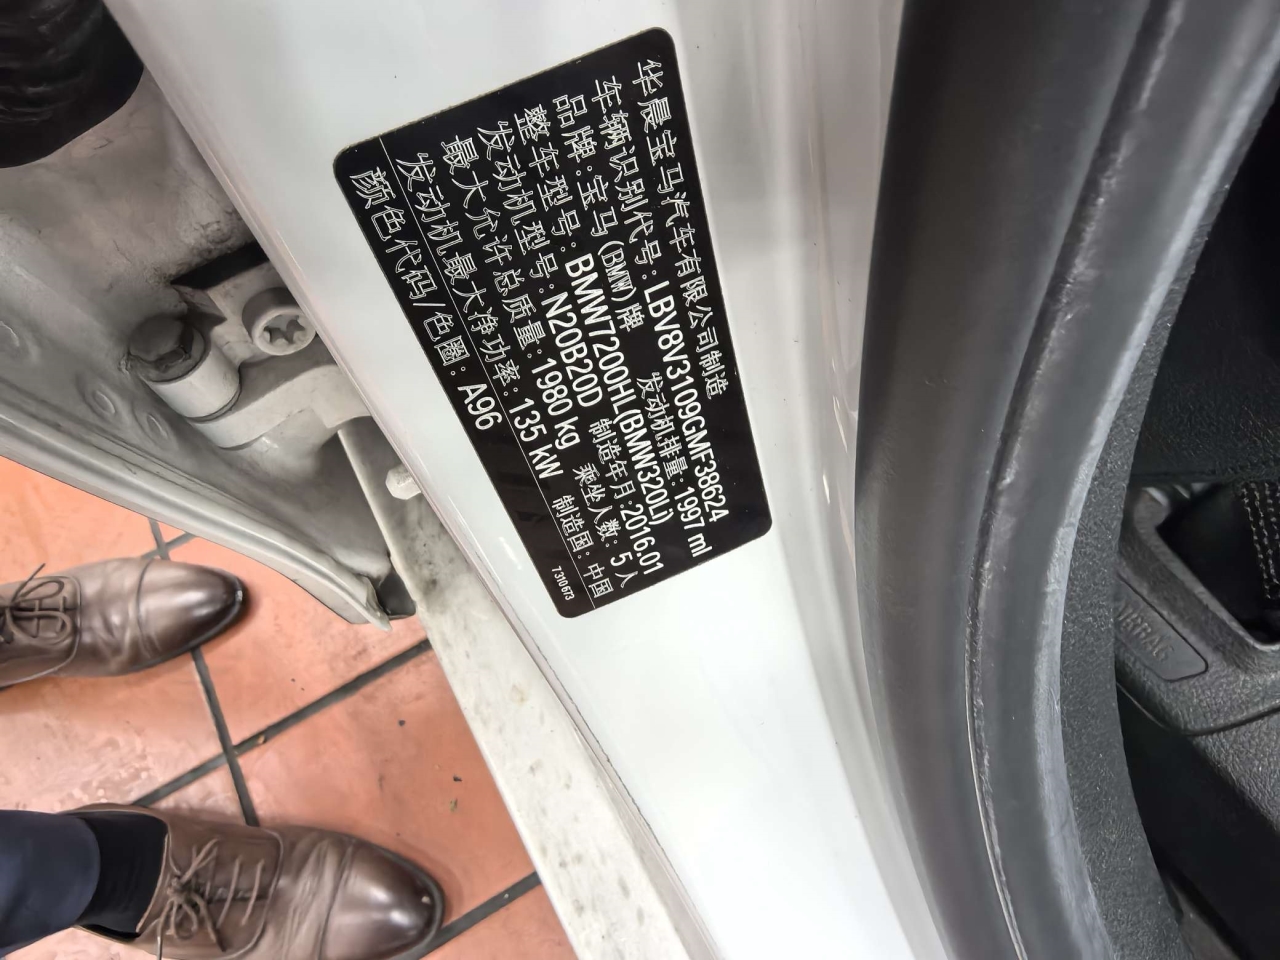 华晨宝马汽车有限公司制造
车辆识别代号:LBV8V3109GMF38624
品牌:宝马(BMW)牌 发动机排量:1997 ml
整车型号:BMW7200HL(BMW320Li)
发动机型号:N20B20D 制造年月:2016.01
最大允许总质量:1980 kg 乘坐人数:5人
发动机最大净功率:135 kW 制造国:中国
颜色代码/色圈:A96 7310673
AIRBAG